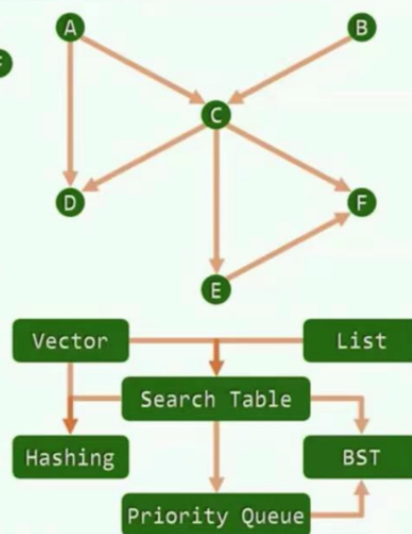 A B
C
D F
E
Vector List
Search Table
Hashing BST
Priority Queue